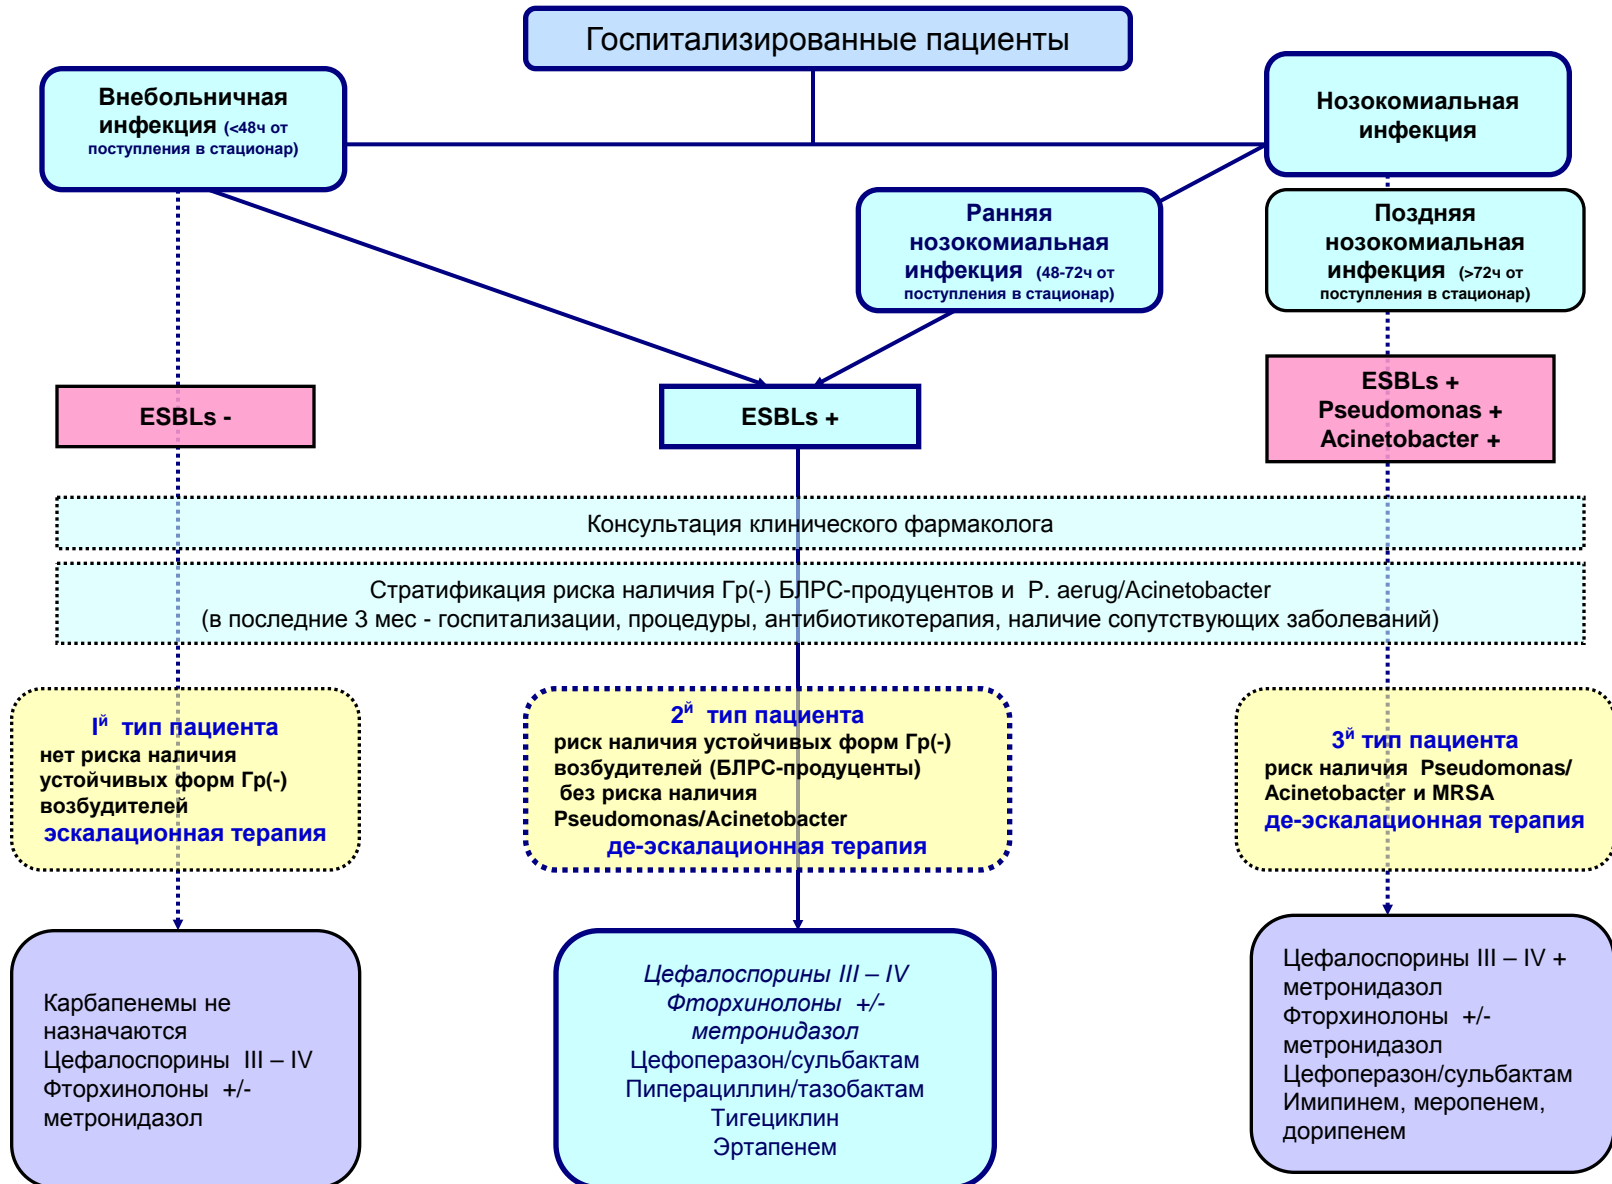 Госпитализированные пациенты
Внебольничная
инфекция (<48ч от
поступления в стационар)
Нозокомиальная
инфекция
Ранняя
нозокомиальная
инфекция (48-72ч от
поступления в стационар)
Поздняя
нозокомиальная
инфекция (>72ч от
поступления в стационар)
ESBLs -
ESBLs +
ESBLs +
Pseudomonas +
Acinetobacter +
Консультация клинического фармаколога
Стратификация риска наличия Гр(-) БЛРС-продуцентов и P. aerug/Acinetobacter
(в последние 3 мес - госпитализации, процедуры, антибиотикотерапия, наличие сопутствующих заболеваний)
Iй тип пациента
нет риска наличия
устойчивых форм Гр(-)
возбудителей
эскалационная терапия
2й тип пациента
риск наличия устойчивых форм Гр(-)
возбудителей (БЛРС-продуценты)
без риска наличия
Pseudomonas/Acinetobacter
де-эскалационная терапия
3й тип пациента
риск наличия Pseudomonas/
Acinetobacter и MRSA
де-эскалационная терапия
Карбапенемы не
назначаются
Цефалоспорины III – IV
Фторхинолоны +/-
метронидазол
Цефалоспорины III – IV
Фторхинолоны +/-
метронидазол
Цефоперазон/сульбактам
Пиперациллин/тазобактам
Тигециклин
Эртапенем
Цефалоспорины III – IV +
метронидазол
Фторхинолоны +/-
метронидазол
Цефоперазон/сульбактам
Имипинем, меропенем,
дорипенем